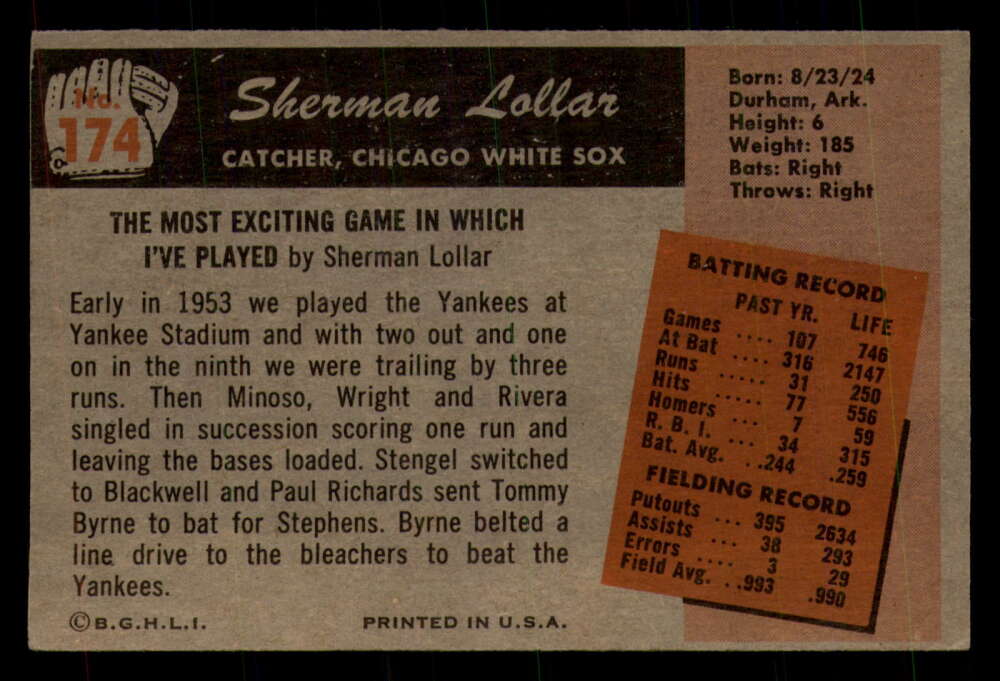 No.
174
Sherman Lollar
CATCHER, CHICAGO WHITE SOX
Born: 8/23/24
Durham, Ark.
Height: 6
Weight: 185
Bats: Right
Throws: Right
THE MOST EXCITING GAME IN WHICH
I'VE PLAYED by Sherman Lollar
Early in 1953 we played the Yankees at
Yankee Stadium and with two out and one
on in the ninth we were trailing by three
runs. Then Minoso, Wright and Rivera
singled in succession scoring one run and
leaving the bases loaded. Stengel switched
to Blackwell and Paul Richards sent Tommy
Byrne to bat for Stephens. Byrne belted a
line drive to the bleachers to beat the
Yankees.
BATTING RECORD
PAST YR. LIFE
Games .... 107 746
At Bat .... 316 2147
Runs ..... 31 250
Hits ..... 77 556
Homers ... 7 59
R. B. I. ... 34 315
Bat. Avg. ..244 .259
FIELDING RECORD
Putouts ... 395 2634
Assists ... 38 293
Errors .... 3 29
Field Avg. ..993 .990
©B.G.H.L.I.
PRINTED IN U.S.A.